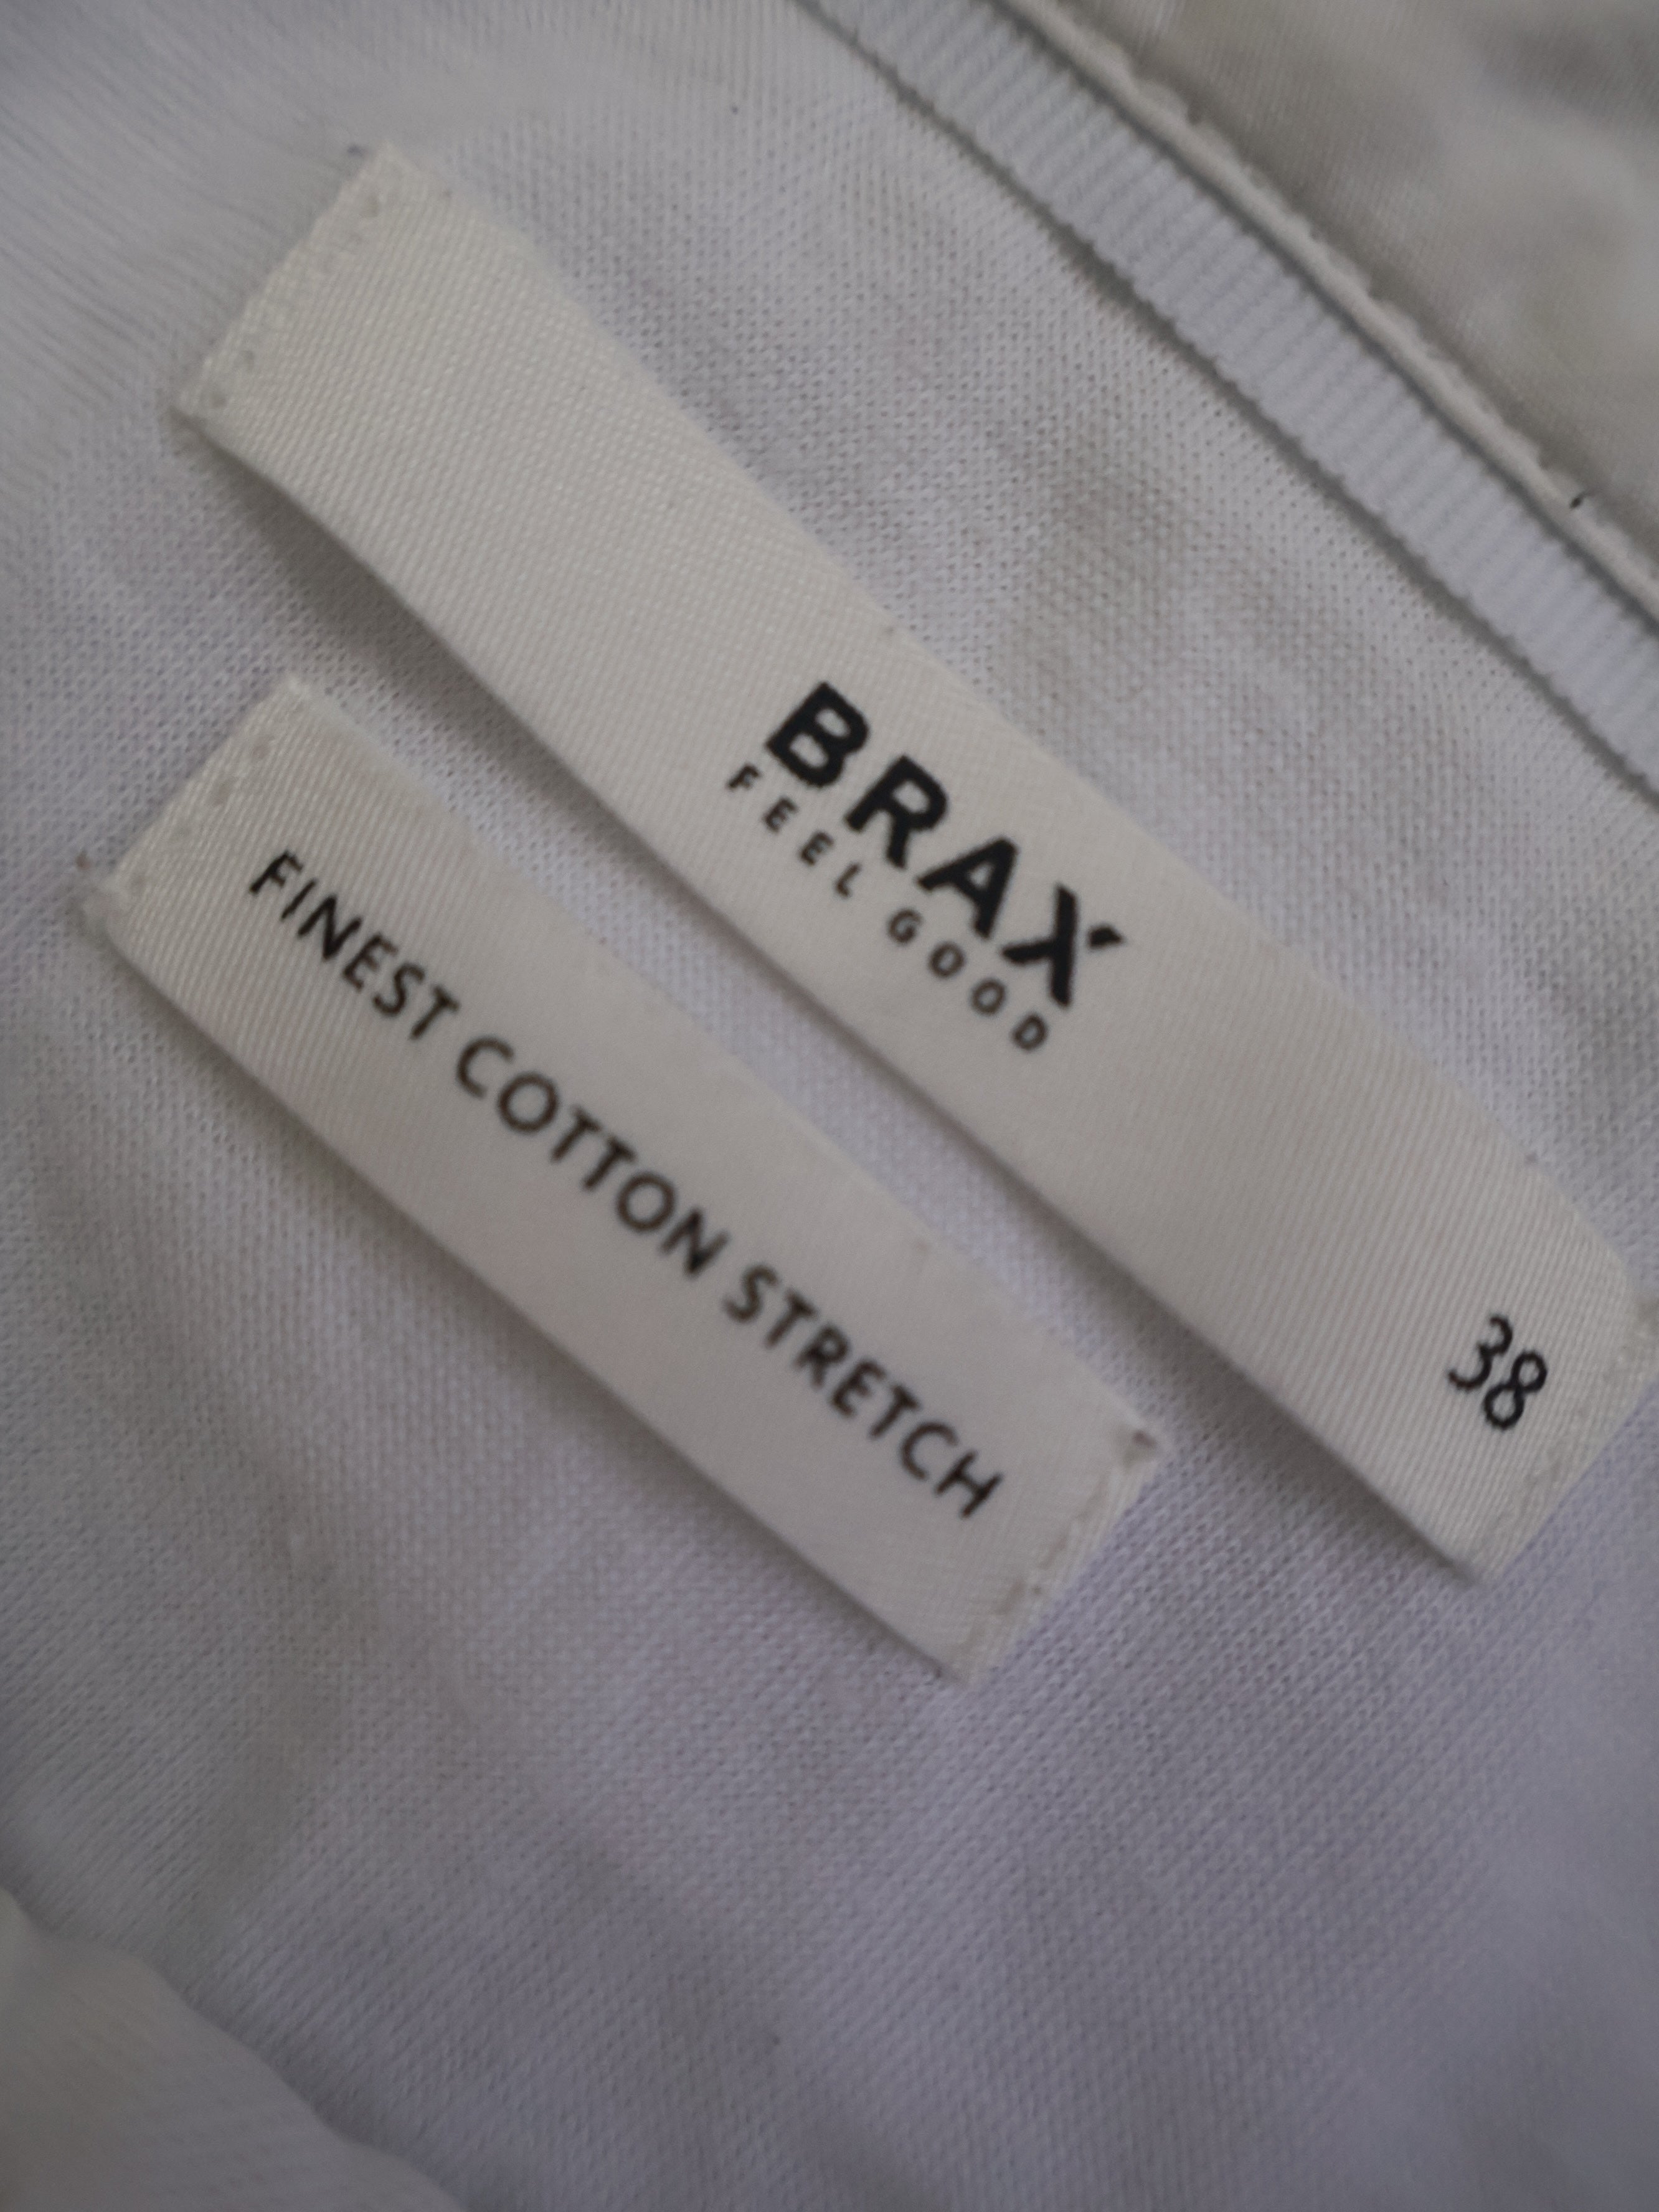 BRAX
FEEL GOOD
38
FINEST COTTON STRETCH